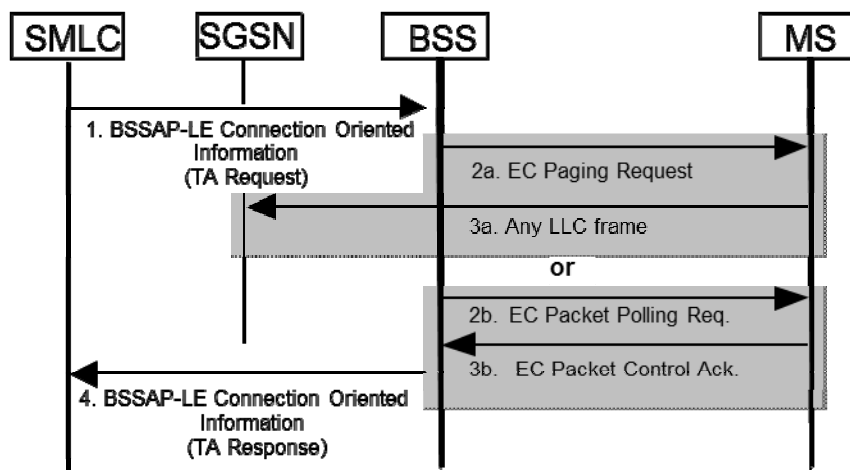 SMLC
SGSN
BSS
MS
1. BSSAP-LE Connection Oriented
Information
(TA Request)
2a. EC Paging Request
3a. Any LLC frame
or
2b. EC Packet Polling Req.
3b. EC Packet Control Ack.
4. BSSAP-LE Connection Oriented
Information
(TA Response)